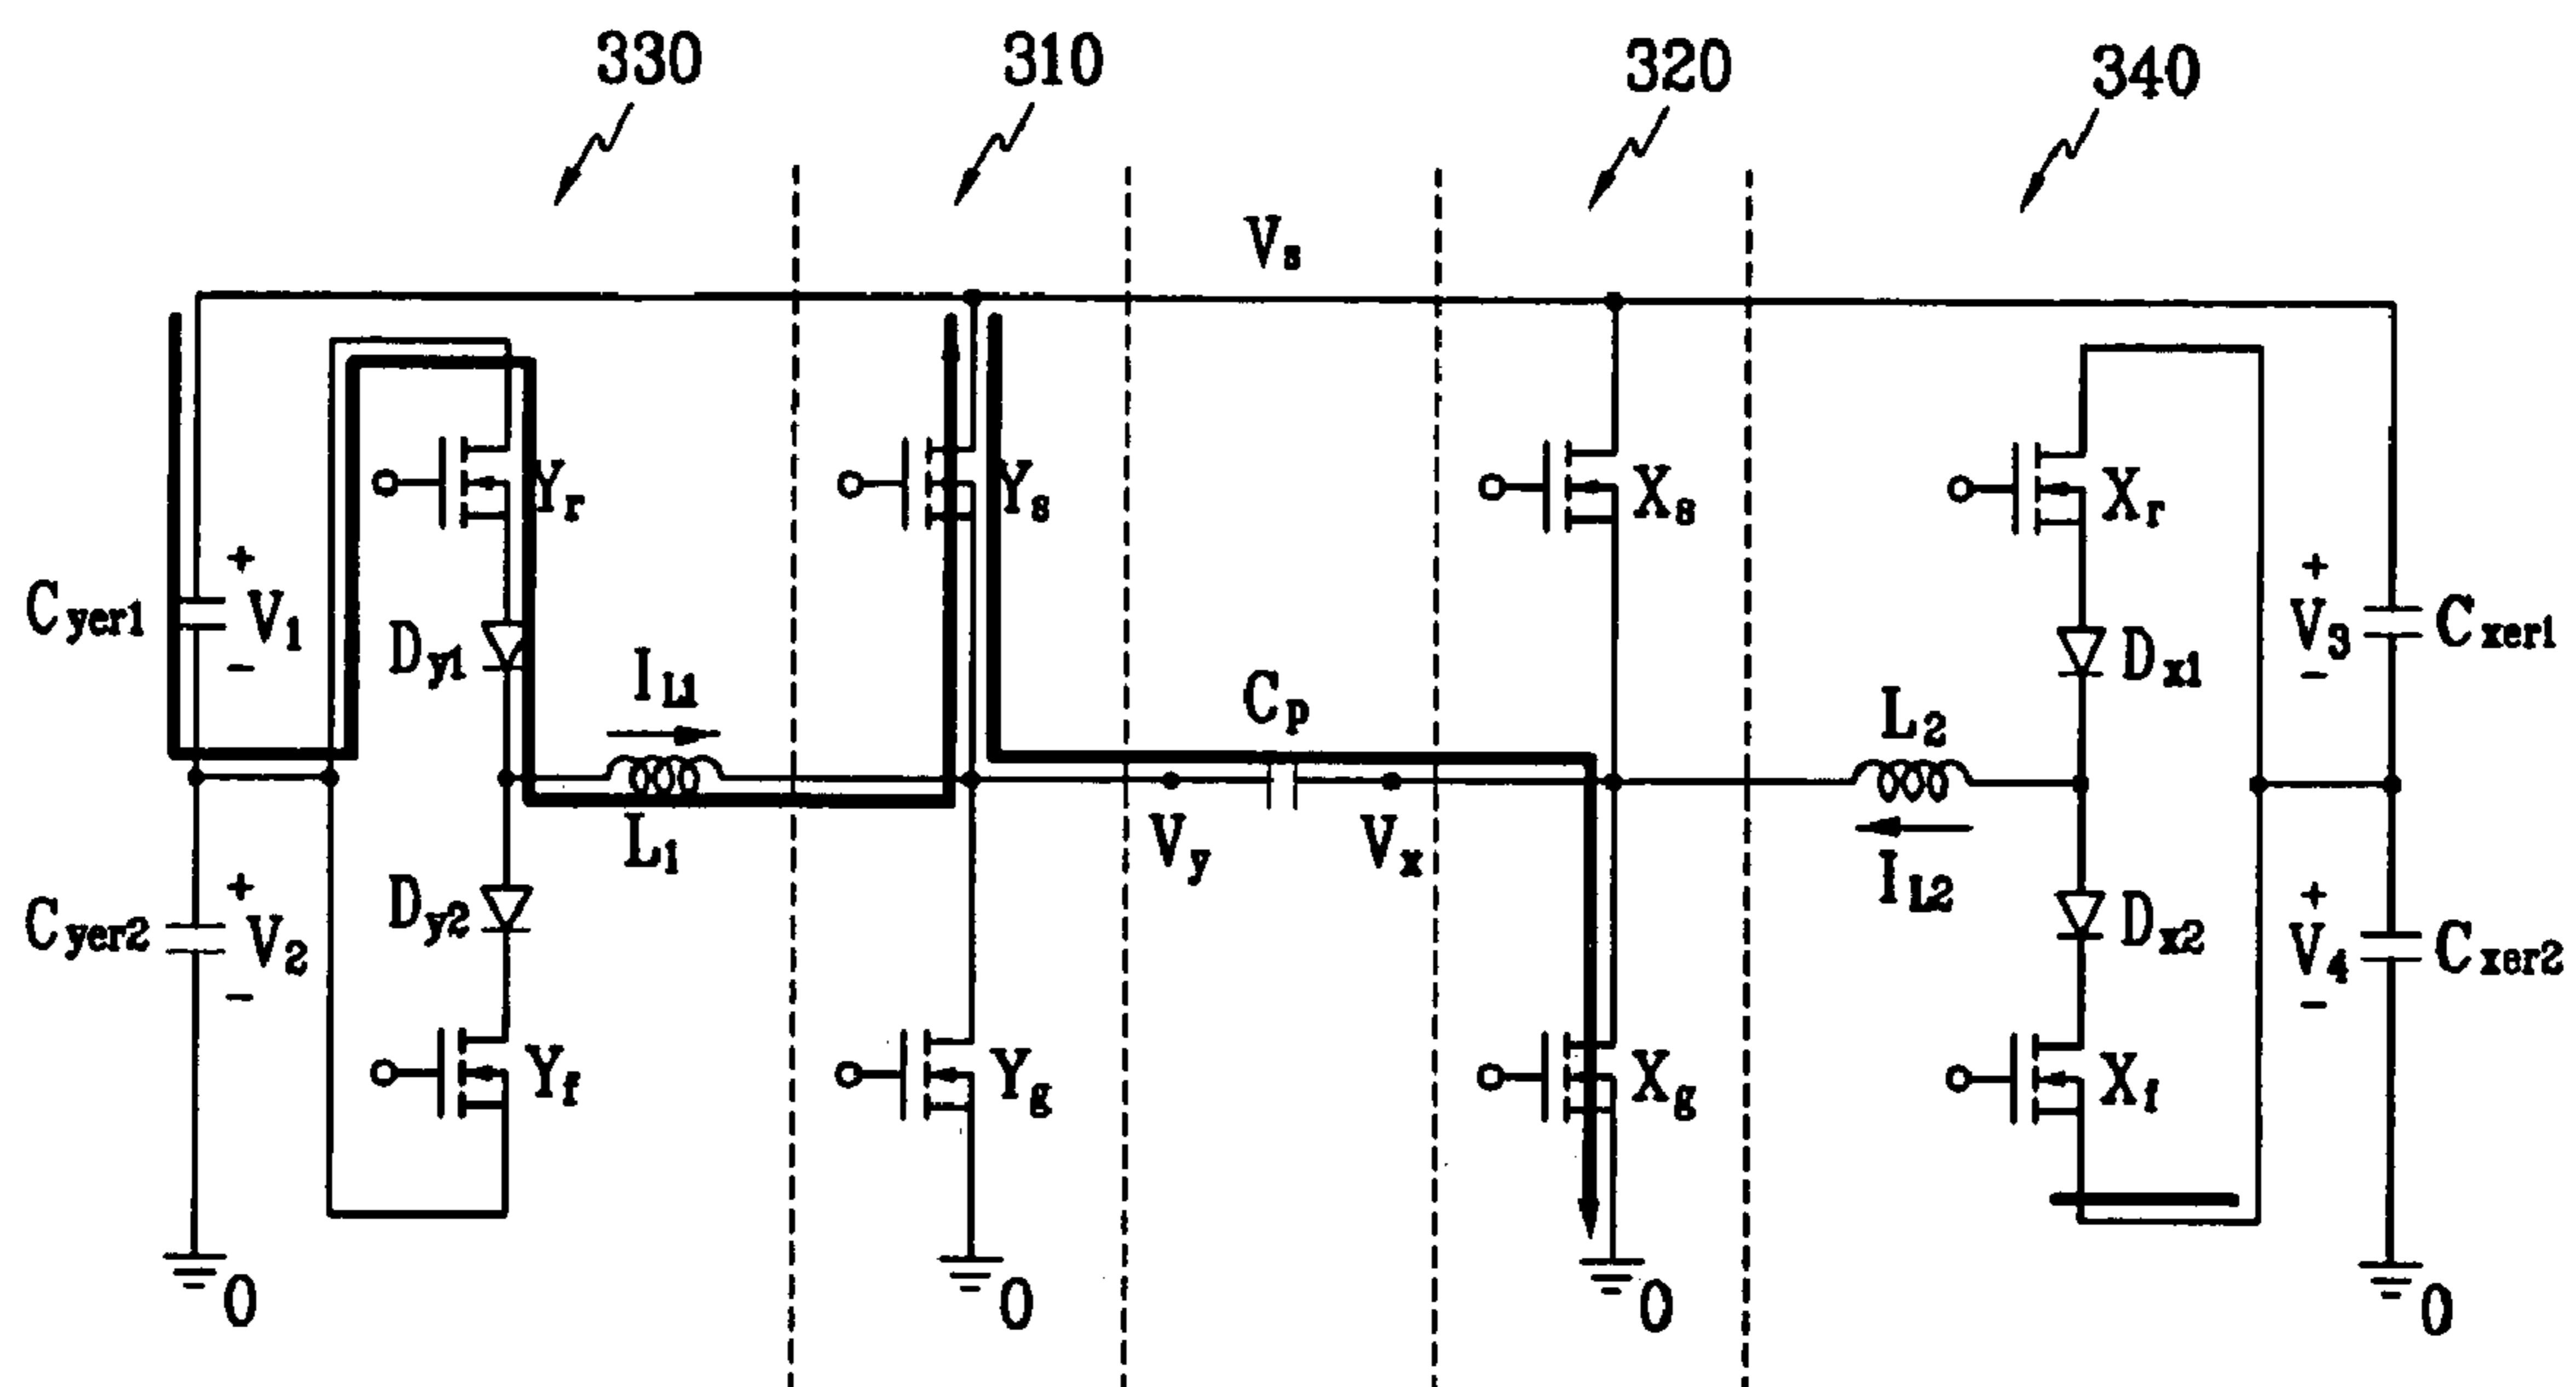 330
310
320
340
Vs
Yr
Ys
Xs
Xr
+
V1
-
Cyer1
Dy1
IL1
L1
Cp
Vy
Vx
L2
IL2
Dx1
+
V3
-
Cxer1
+
V2
-
Cyer2
Dy2
Dx2
+
V4
-
Cxer2
Yf
Yg
Xg
Xf
0
0
0
0